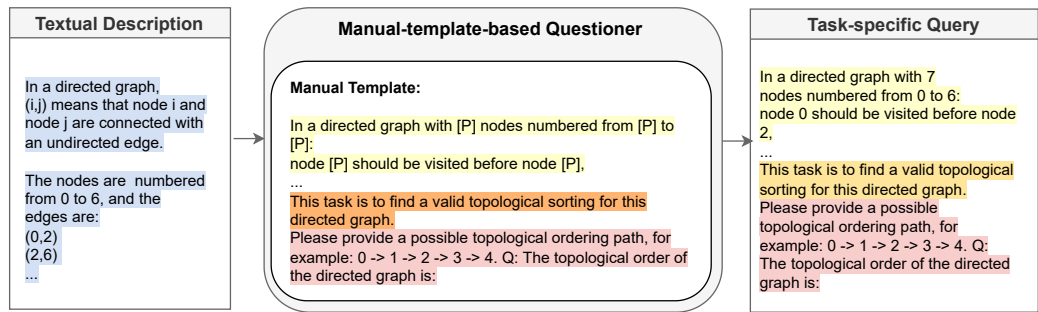 Textual Description
In a directed graph,
(i,j) means that node i and
node j are connected with
an undirected edge.
The nodes are numbered
from 0 to 6, and the
edges are:
(0,2)
(2,6)
...
Manual-template-based Questioner
Manual Template:
In a directed graph with [P] nodes numbered from [P] to
[P]:
node [P] should be visited before node [P],
...
This task is to find a valid topological sorting for this
directed graph.
Please provide a possible topological ordering path, for
example: 0 -> 1 -> 2 -> 3 -> 4. Q: The topological order of
the directed graph is:
Task-specific Query
In a directed graph with 7
nodes numbered from 0 to 6:
node 0 should be visited before node
2,
...
This task is to find a valid topological
sorting for this directed graph.
Please provide a possible
topological ordering path, for
example: 0 -> 1 -> 2 -> 3 -> 4. Q:
The topological order of the directed
graph is: